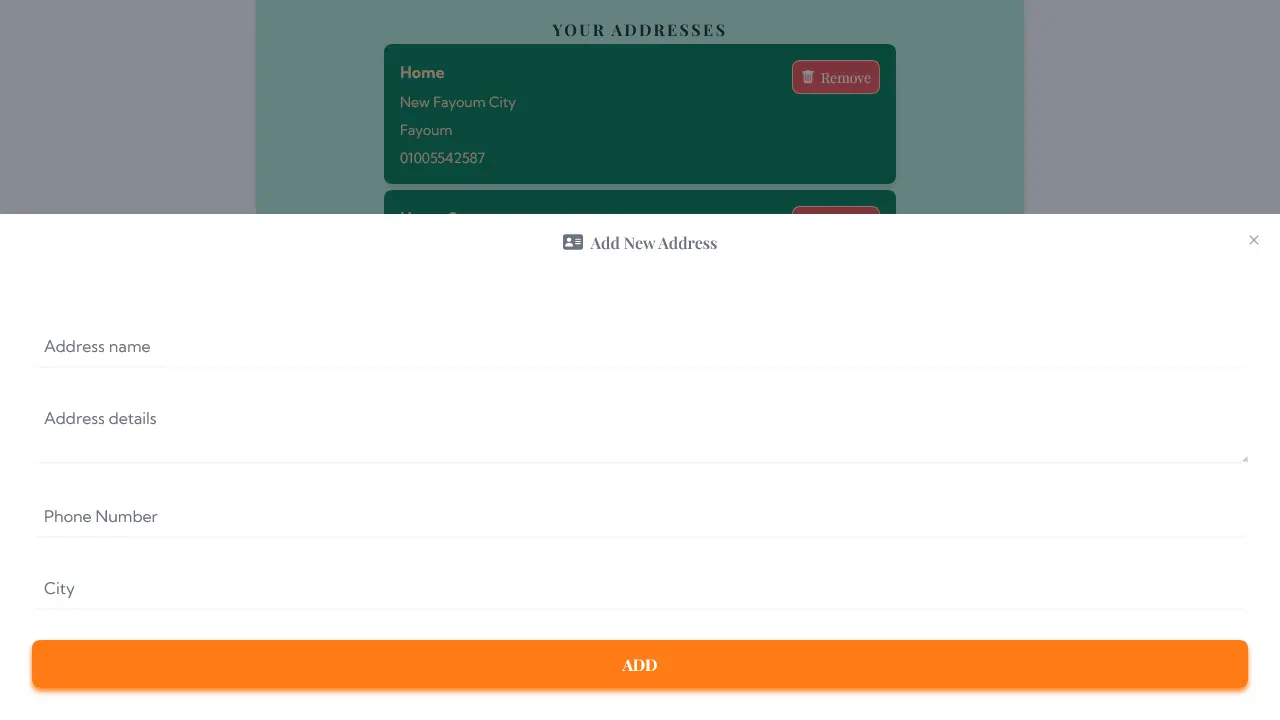 YOUR ADDRESSES
Home
Remove
New Fayoum City
Fayoum
01005542587
Add New Address
Address name
Address details
Phone Number
City
ADD